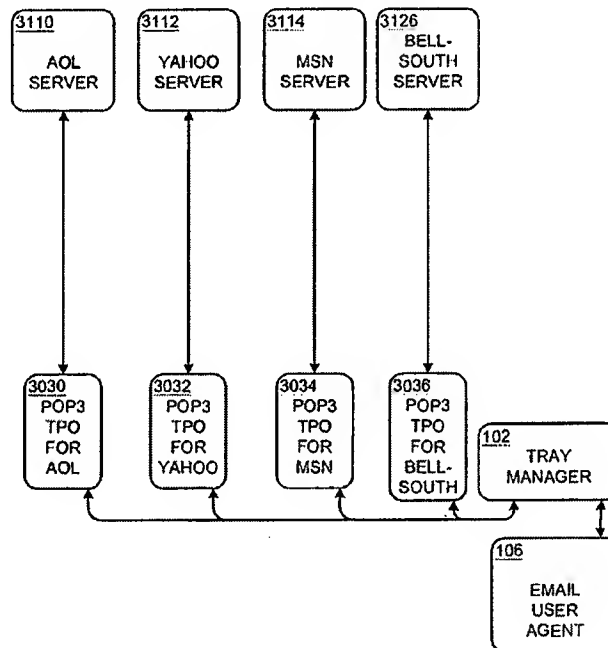 3110
AOL
SERVER
3112
YAHOO
SERVER
3114
MSN
SERVER
3126
BELL-
SOUTH
SERVER
3030
POP3
TPO
FOR
AOL
3032
POP3
TPO
FOR
YAHOO
3034
POP3
TPO
FOR
MSN
3036
POP3
TPO
FOR
BELL-
SOUTH
102
TRAY
MANAGER
106
EMAIL
USER
AGENT